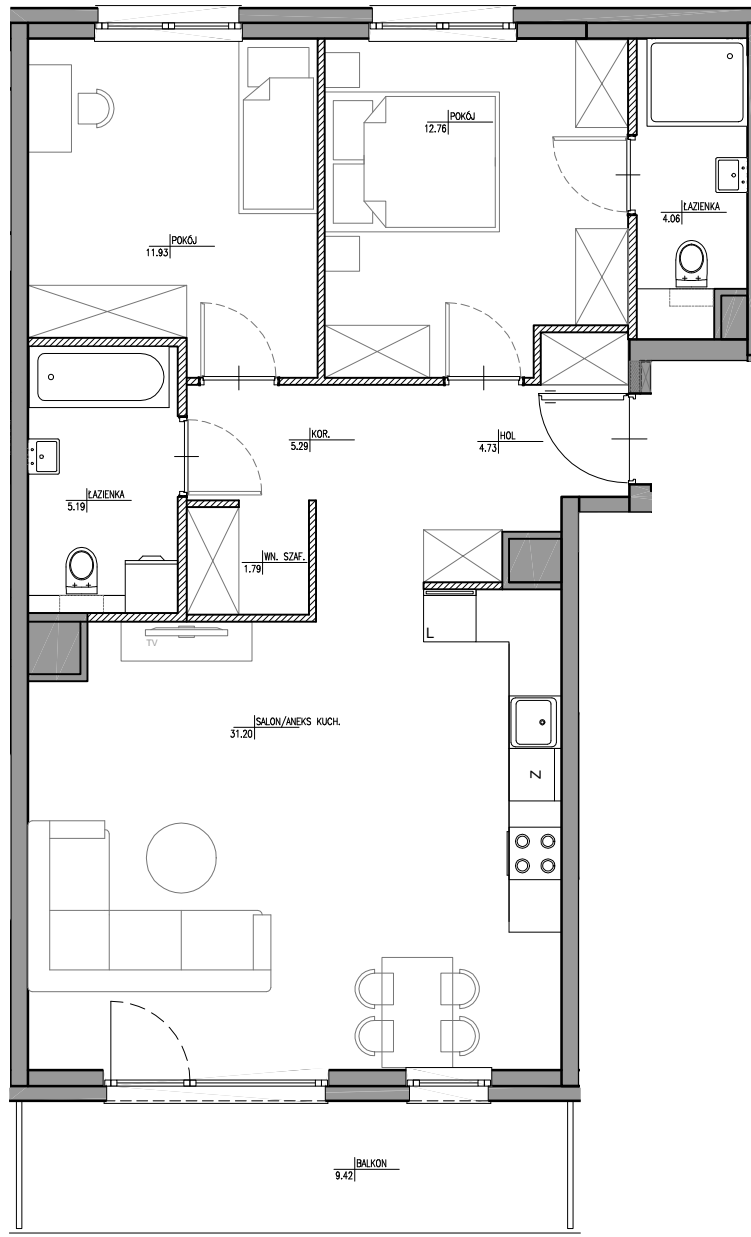 POKÓJ
12.76
ŁAZIENKA
4.06
POKÓJ
11.93
KOR.
5.29
HOL
4.73
ŁAZIENKA
5.19
WN. SZAF.
1.79
TV
L
SALON/ANEKS KUCH.
31.20
Z
BALKON
9.42